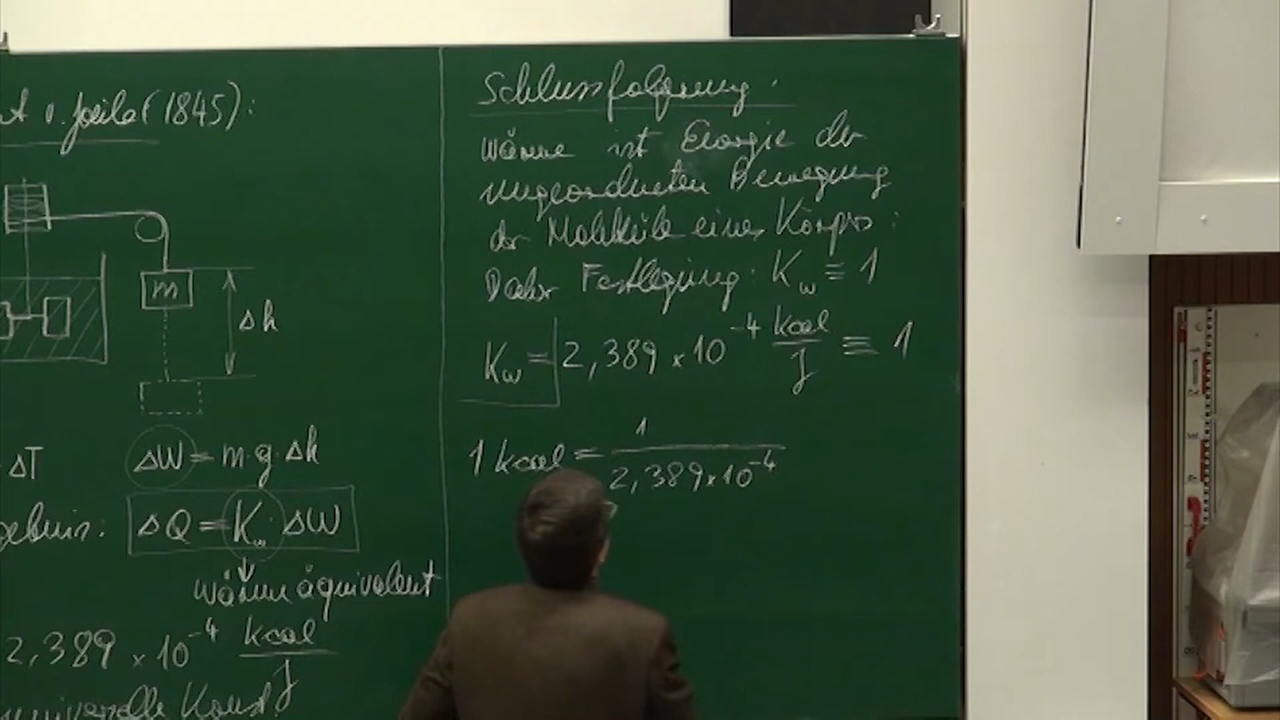 v. Joule (1845):
m
Δh
ΔT
ΔW = m·g·Δh
ΔQ = K_w · ΔW
Wärmeäquivalent
2,389 × 10⁻⁴ kcal/J
universelle Konst.
Schlussfolgerung:
Wärme ist Energie der
ungeordneten Bewegung
der Moleküle eines Körpers:
Daher Festlegung: K_w ≡ 1
K_w = 2,389 × 10⁻⁴ kcal/J ≡ 1
1 kcal = 1/(2,389×10⁻⁴)